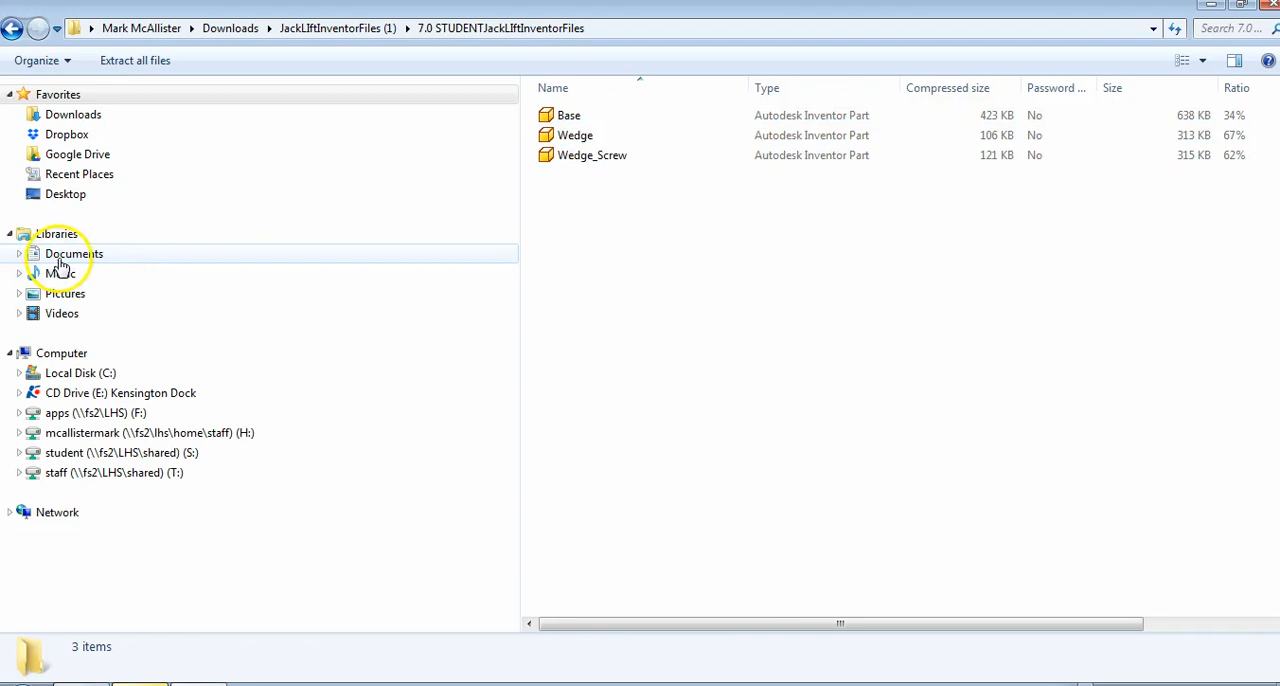 Mark McAllister Downloads JackLIftInventorFiles (1) 7.0 STUDENTJackLiftInventorFiles Search 7.0 ...
Organize Extract all files
Favorites
Downloads
Dropbox
Google Drive
Recent Places
Desktop
Libraries
Documents
Music
Pictures
Videos
Computer
Local Disk (C:)
CD Drive (E:) Kensington Dock
apps (\\fs2\LHS) (F:)
mcallistermark (\\fs2\lhs\home\staff) (H:)
student (\\fs2\LHS\shared) (S:)
staff (\\fs2\LHS\shared) (T:)
Network
Name Type Compressed size Password ... Size Ratio
Base Autodesk Inventor Part 423 KB No 638 KB 34%
Wedge Autodesk Inventor Part 106 KB No 313 KB 67%
Wedge_Screw Autodesk Inventor Part 121 KB No 315 KB 62%
3 items